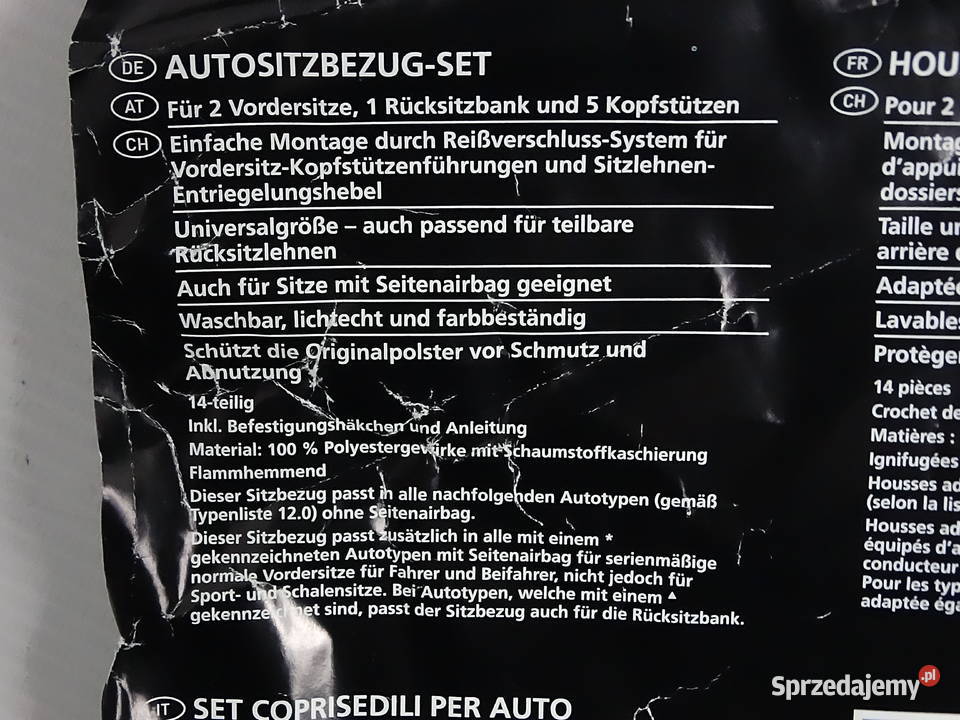 DE AUTOSITZBEZUG-SET
AT Für 2 Vordersitze, 1 Rücksitzbank und 5 Kopfstützen
CH Einfache Montage durch Reißverschluss-System für
Vordersitz-Kopfstützenführungen und Sitzlehnen-
Entriegelungshebel
Universalgröße – auch passend für teilbare
Rücksitzlehnen
Auch für Sitze mit Seitenairbag geeignet
Waschbar, lichtecht und farbbeständig
Schützt die Originalpolster vor Schmutz und
Abnutzung
14-teilig
Inkl. Befestigungshäkchen und Anleitung
Material: 100 % Polyestergewirke mit Schaumstoffkaschierung
Flammhemmend
Dieser Sitzbezug passt in alle nachfolgenden Autotypen (gemäß
Typenliste 12.0) ohne Seitenairbag.
Dieser Sitzbezug passt zusätzlich in alle mit einem *
gekennzeichneten Autotypen mit Seitenairbag für serienmäßige
normale Vordersitze für Fahrer und Beifahrer, nicht jedoch für
Sport- und Schalensitze. Bei Autotypen, welche mit einem ▲
gekennzeichnet sind, passt der Sitzbezug auch für die Rücksitzbank.
IT SET COPRISEDILI PER AUTO
FR HOU
CH Pour 2
Montag
d'appui
dossiers
Taille un
arrière
Adaptée
Lavables
Protèger
14 pièces
Crochet de
Matières :
Ignifugées
Housses ad
(selon la lis
Housses ad
équipés d'a
conducteur
Pour les typ
adaptée éga
Sprzedajemy.pl